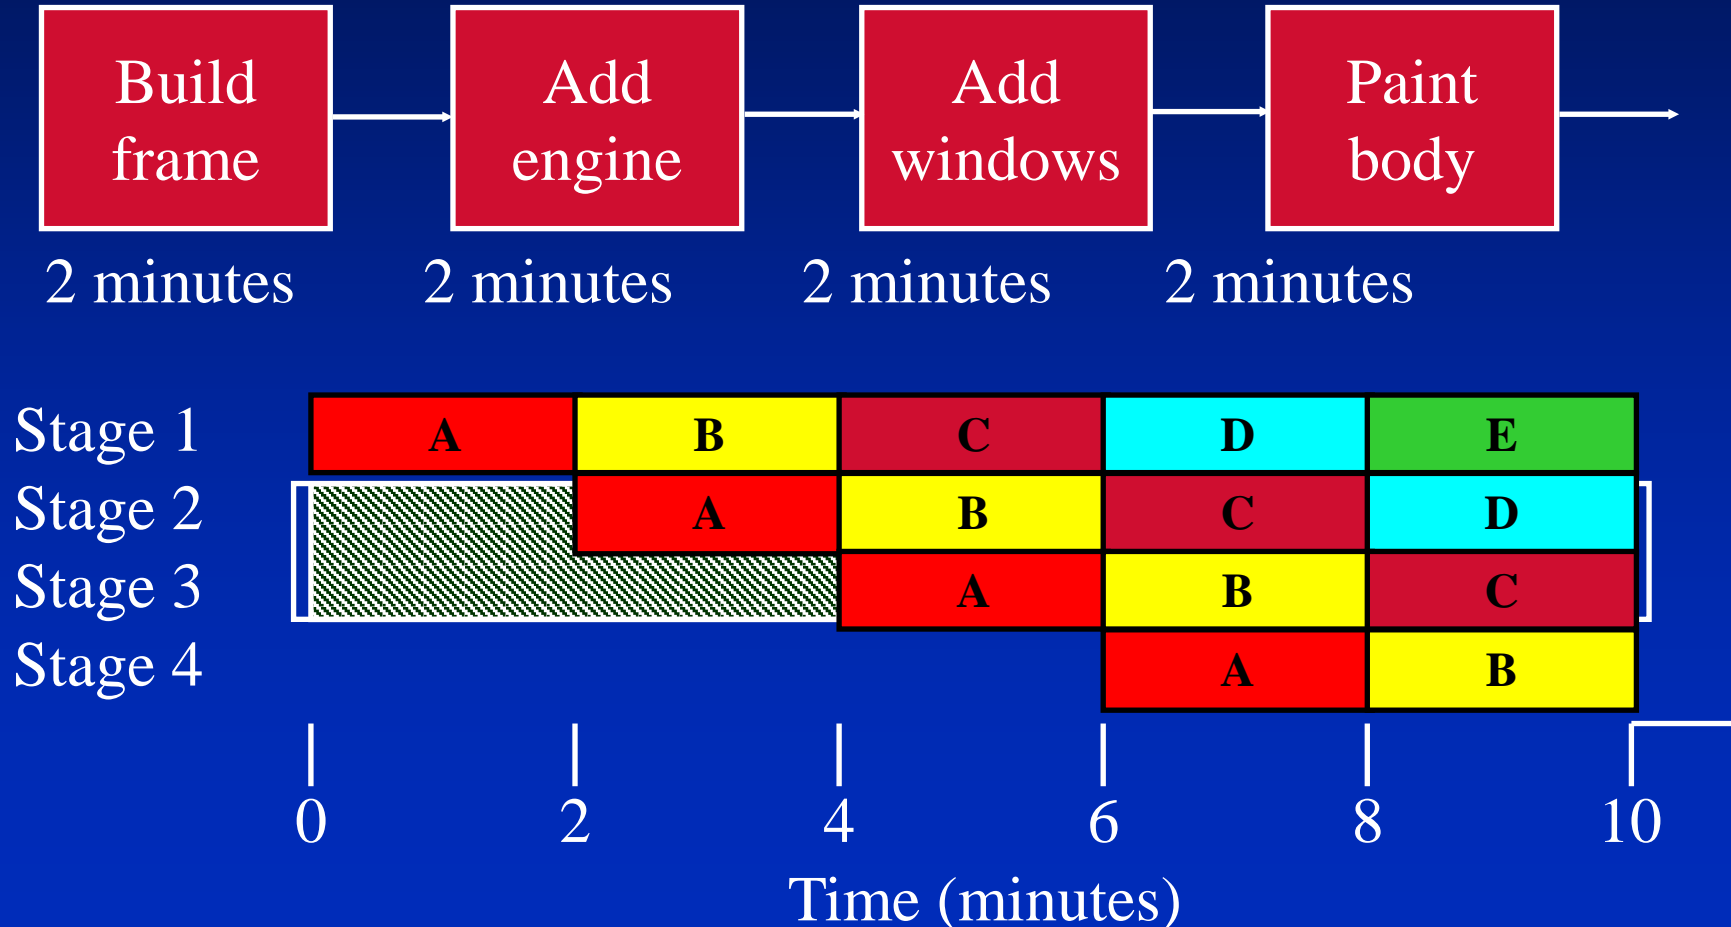 Build
frame
Add
engine
Add
windows
Paint
body
2 minutes
2 minutes
2 minutes
2 minutes
Stage 1
A
B
C
D
E
Stage 2
A
B
C
D
Stage 3
A
B
C
Stage 4
A
B
0
2
4
6
8
10
Time (minutes)